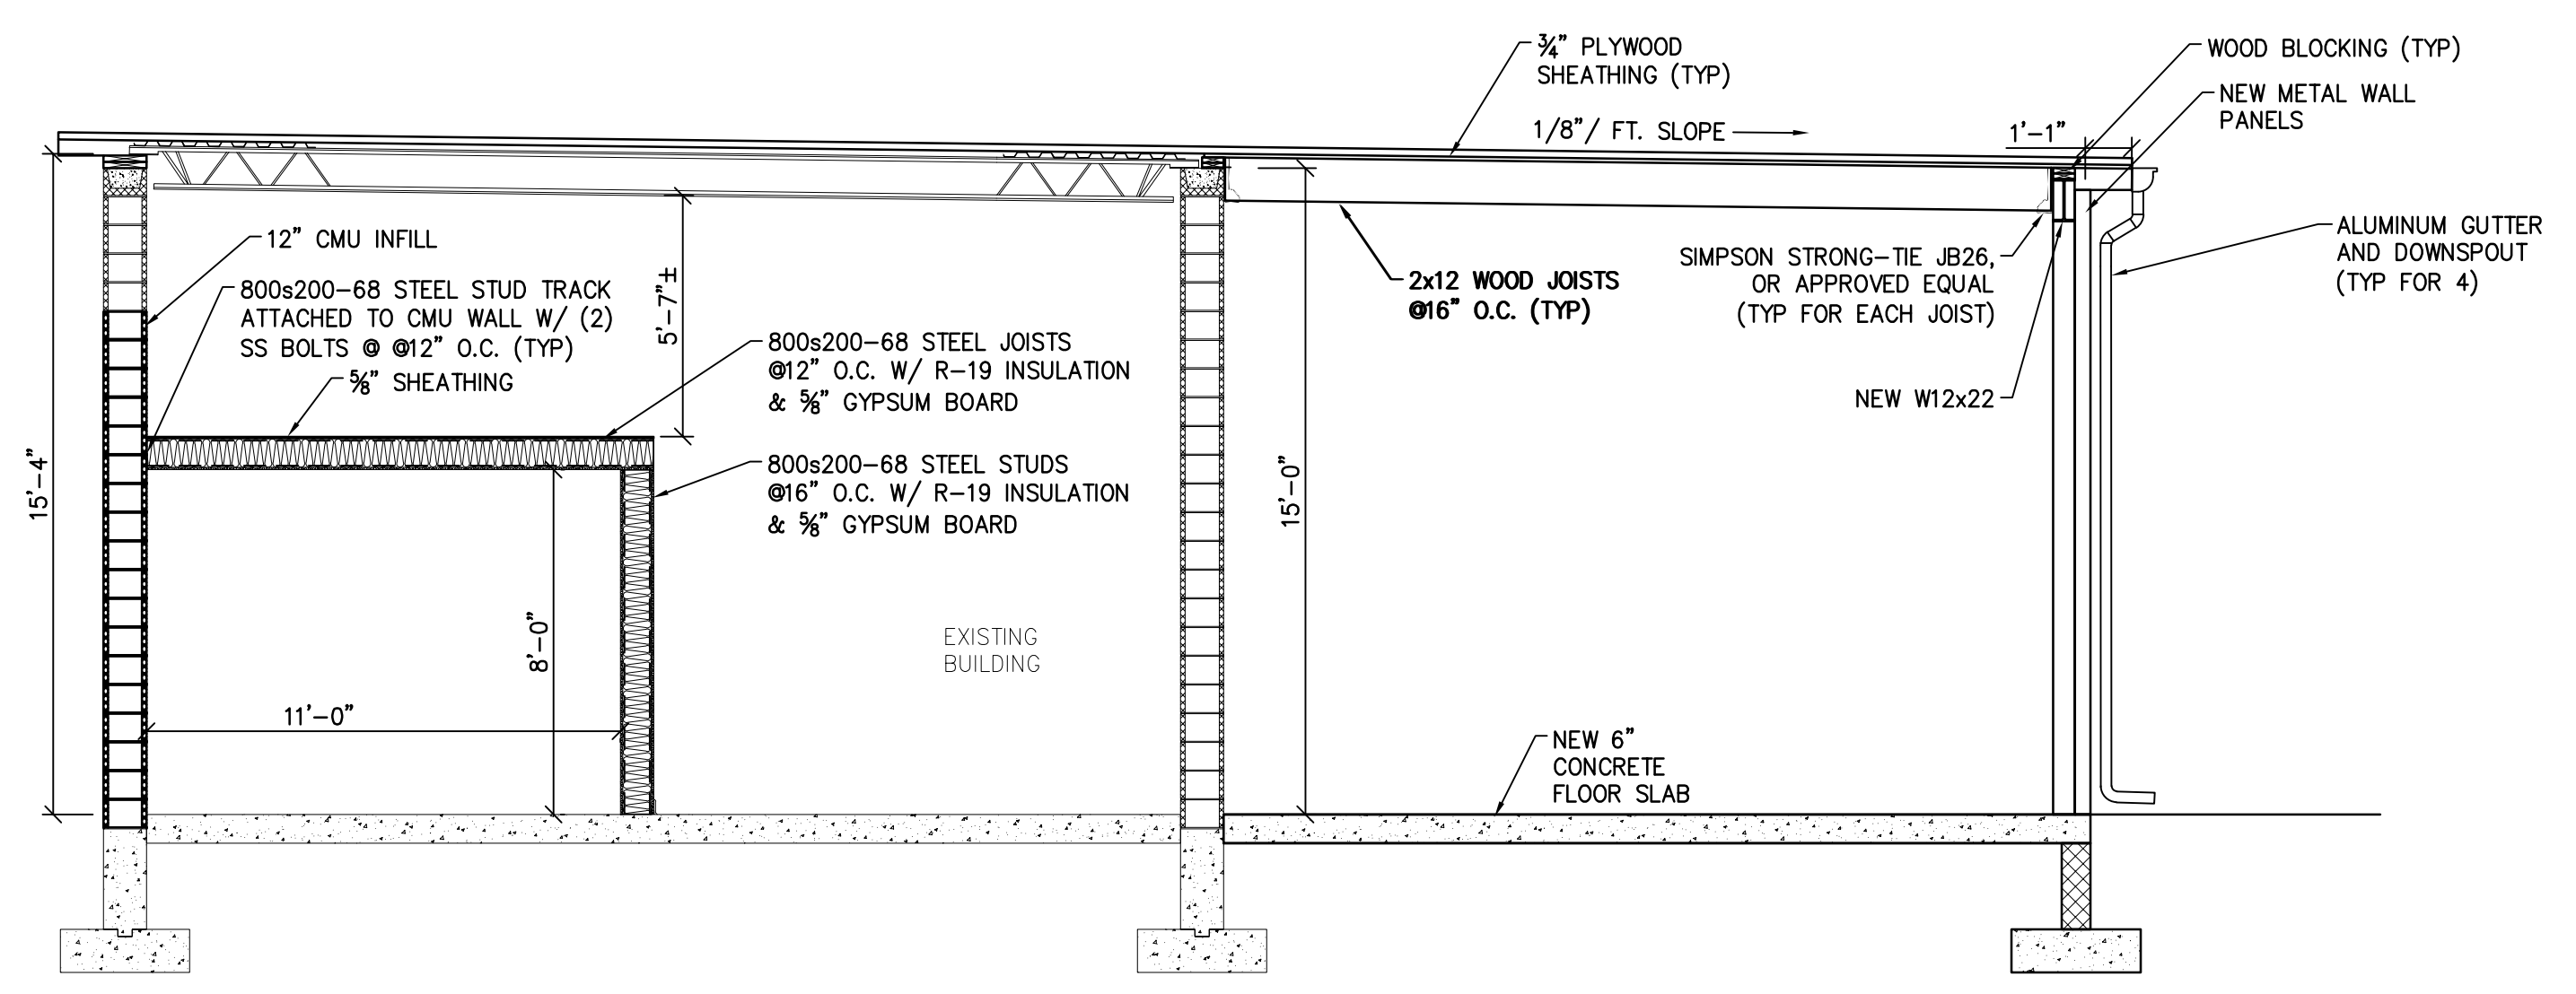 ¾” PLYWOOD
SHEATHING (TYP)
1/8”/ FT. SLOPE
WOOD BLOCKING (TYP)
NEW METAL WALL
PANELS
1’-1”
12” CMU INFILL
800s200-68 STEEL STUD TRACK
ATTACHED TO CMU WALL W/ (2)
SS BOLTS @ @12” O.C. (TYP)
⅝” SHEATHING
5’-7”±
800s200-68 STEEL JOISTS
@12” O.C. W/ R-19 INSULATION
& ⅝” GYPSUM BOARD
800s200-68 STEEL STUDS
@16” O.C. W/ R-19 INSULATION
& ⅝” GYPSUM BOARD
2x12 WOOD JOISTS
@16” O.C. (TYP)
SIMPSON STRONG-TIE JB26,
OR APPROVED EQUAL
(TYP FOR EACH JOIST)
NEW W12x22
ALUMINUM GUTTER
AND DOWNSPOUT
(TYP FOR 4)
15’-4”
15’-0”
8’-0”
11’-0”
EXISTING
BUILDING
NEW 6”
CONCRETE
FLOOR SLAB